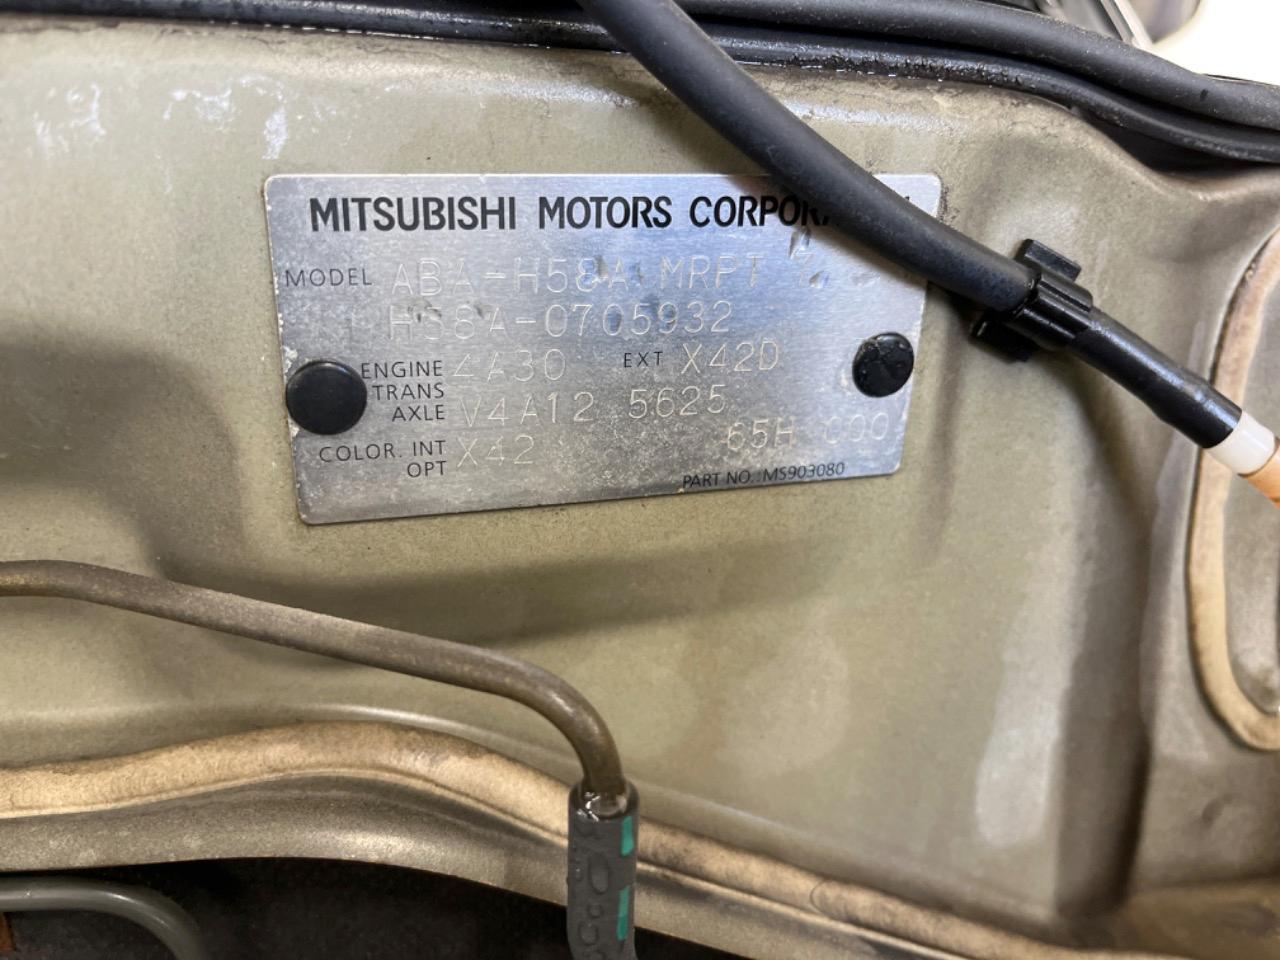 MITSUBISHI MOTORS
MODEL ABA-H58A MRPT
H58A-0705932
ENGINE 4A30 EXT X42D
TRANS
AXLE V4A12 5625
COLOR. INT X42 65H 000
OPT
PART NO.:MS903080